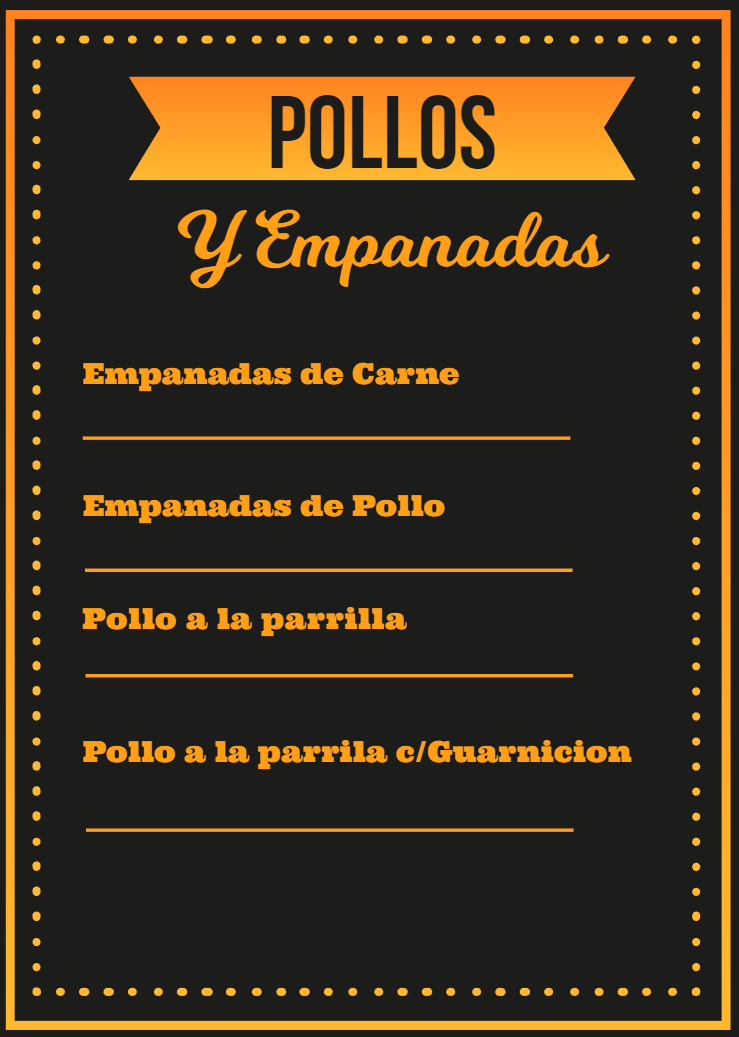 POLLOS
Y Empanadas
Empanadas de Carne
Empanadas de Pollo
Pollo a la parrilla
Pollo a la parrila c/Guarnicion